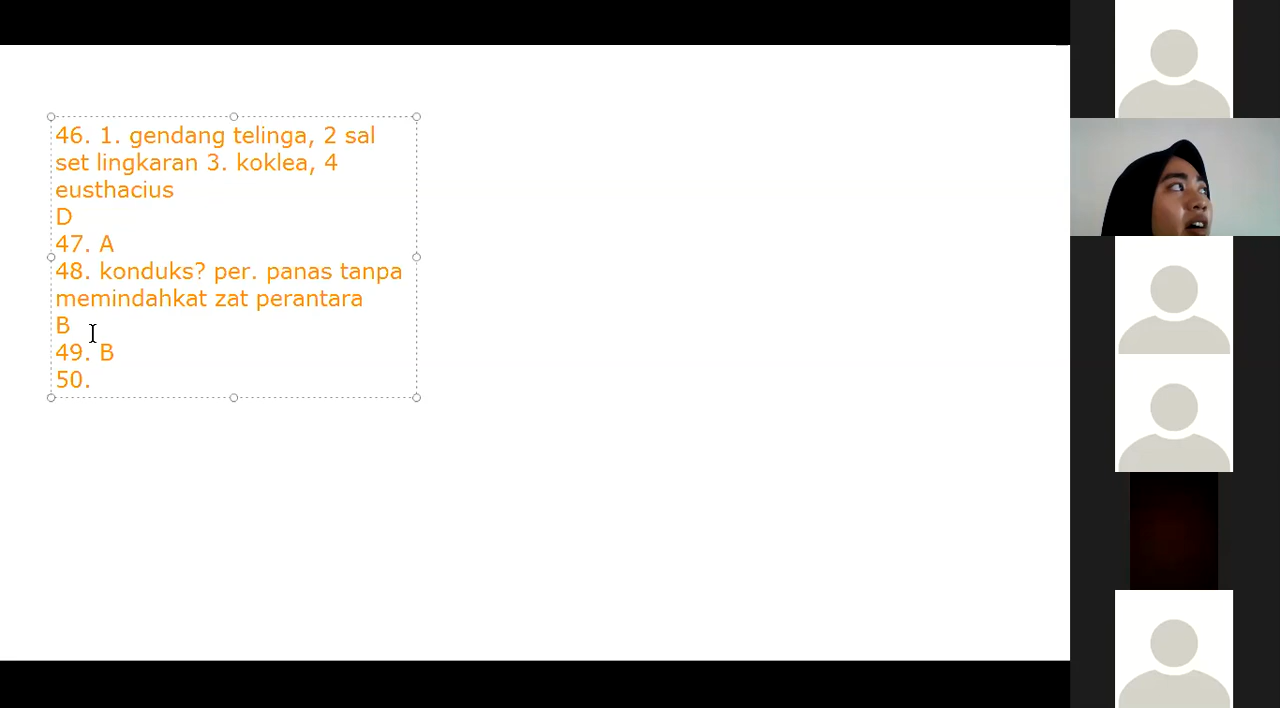 46. 1. gendang telinga, 2 sal
set lingkaran 3. koklea, 4
eusthacius
D
47. A
48. konduks? per. panas tanpa
memindahkat zat perantara
B
49. B
50.